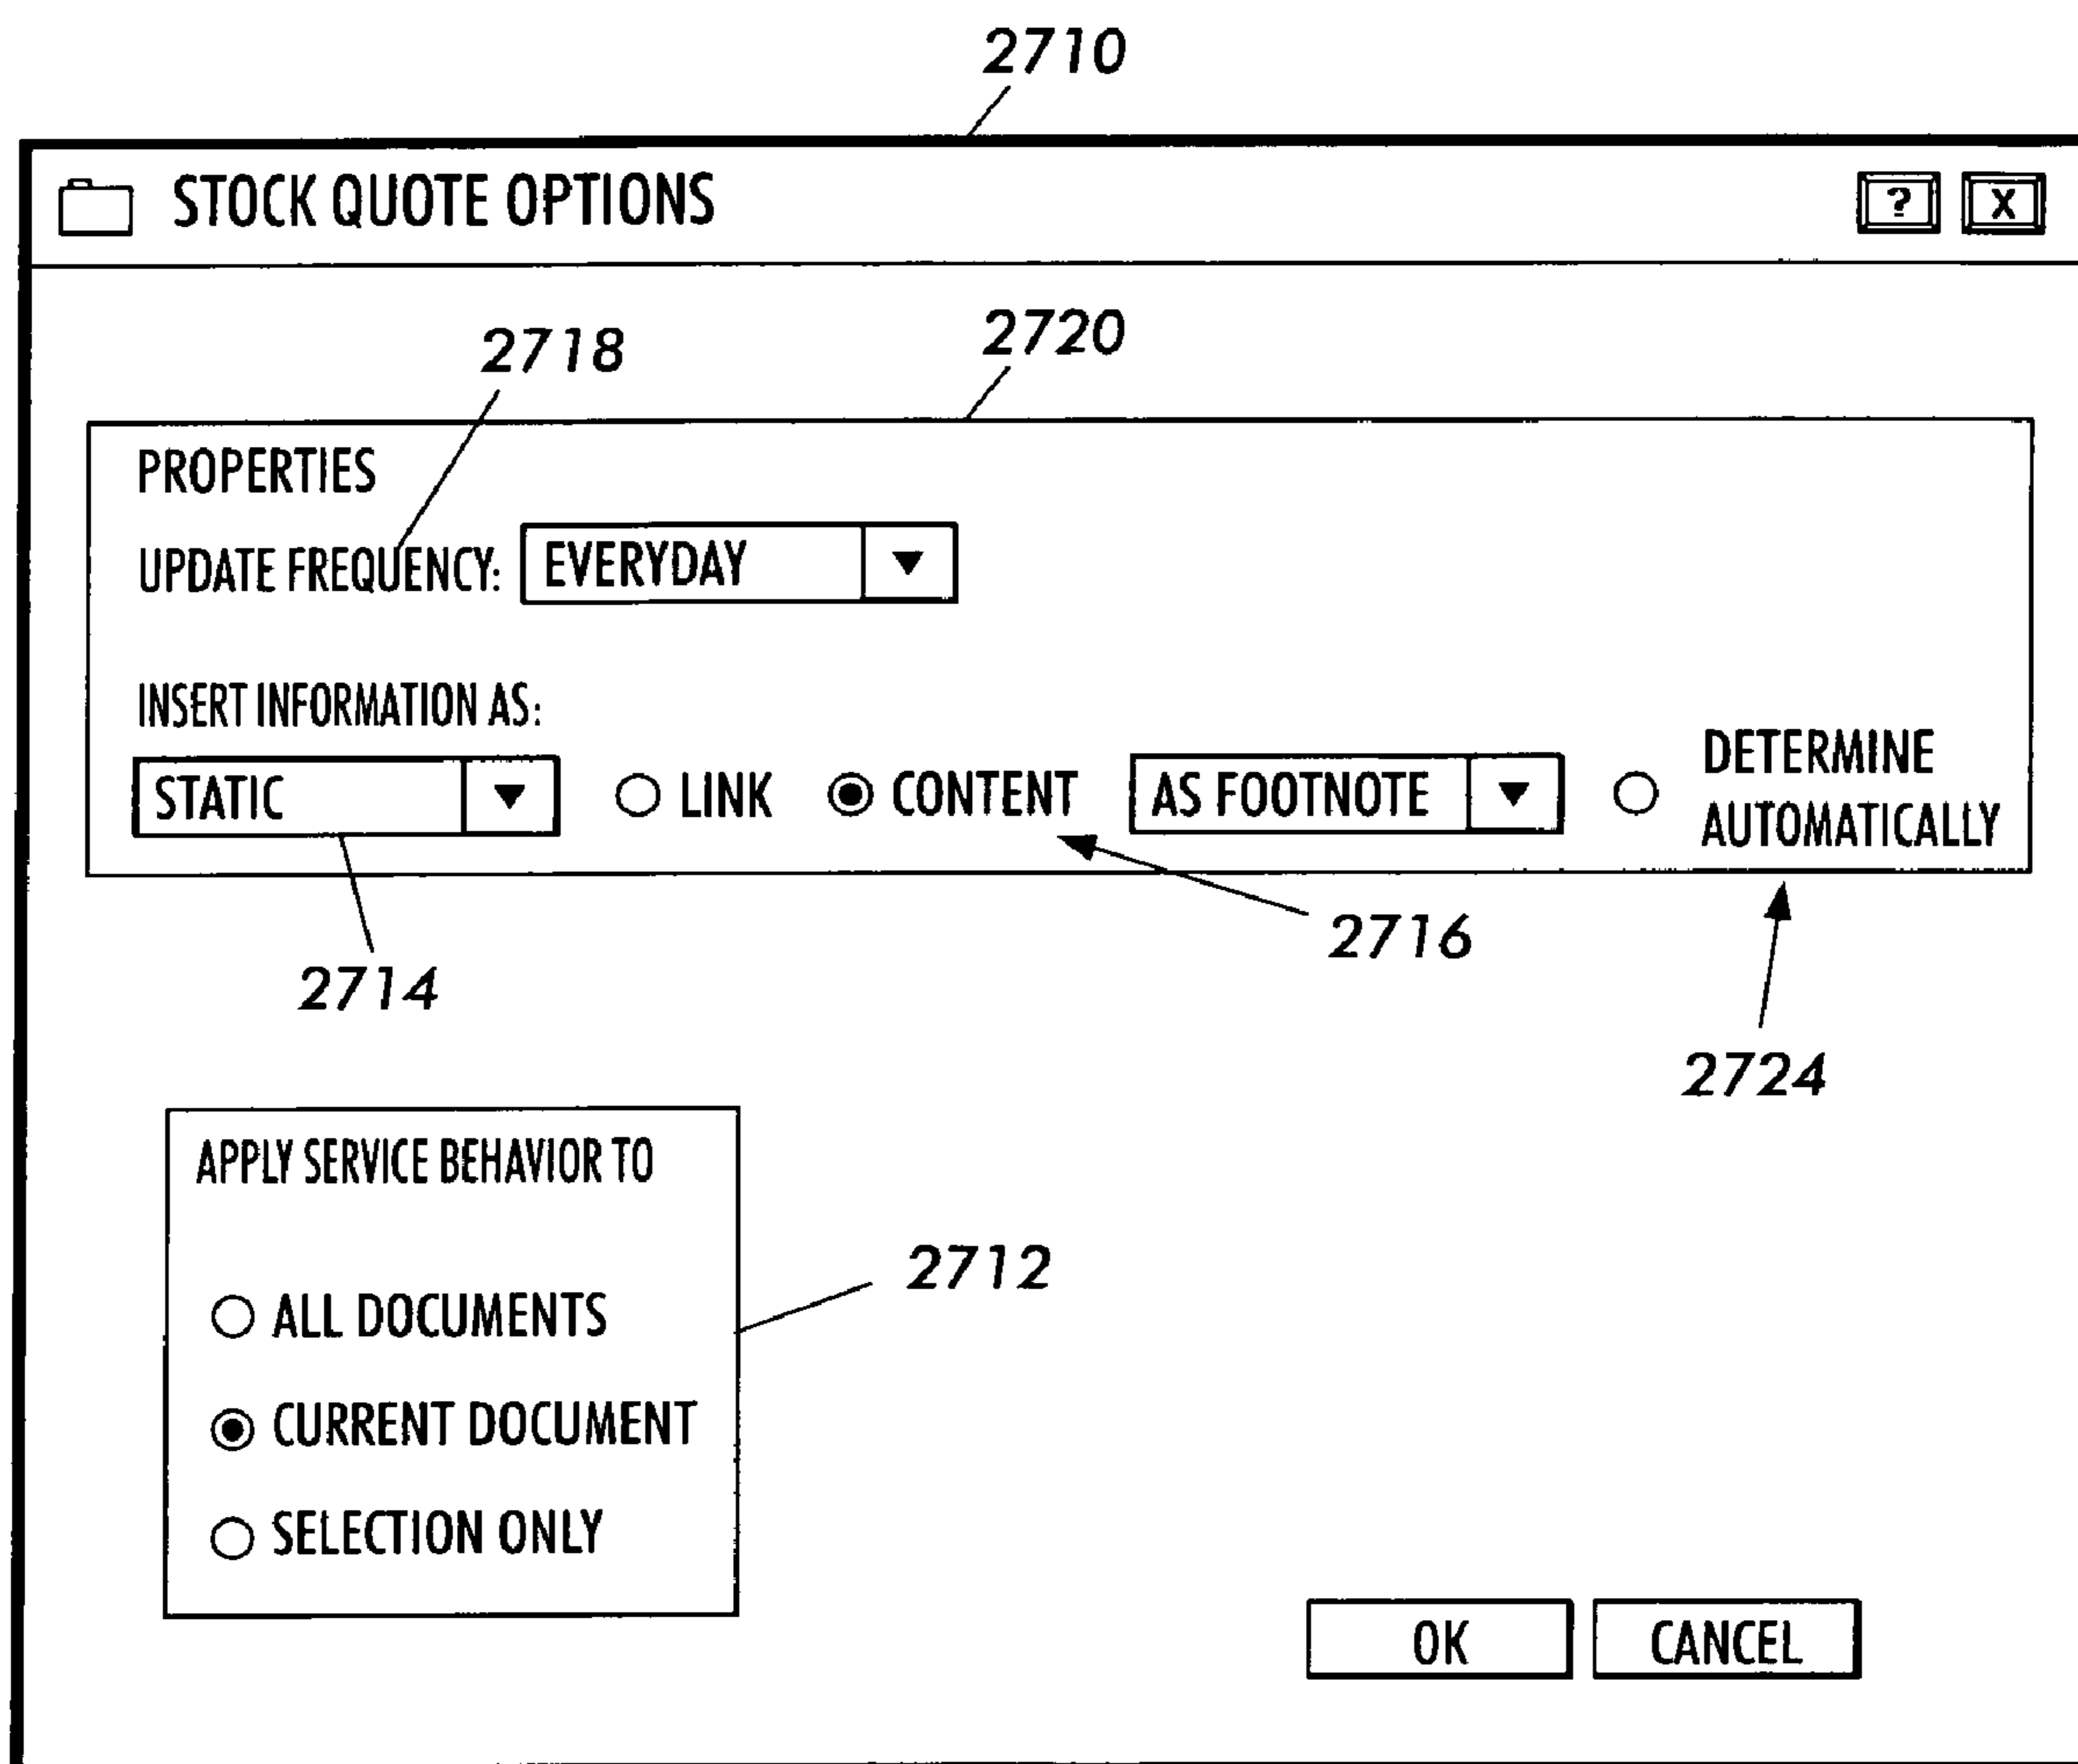 2710
STOCK QUOTE OPTIONS ? X
2718 2720
PROPERTIES
UPDATE FREQUENCY: EVERYDAY
INSERT INFORMATION AS:
STATIC LINK CONTENT AS FOOTNOTE DETERMINE
AUTOMATICALLY
2716
2714
2724
APPLY SERVICE BEHAVIOR TO
2712
ALL DOCUMENTS
CURRENT DOCUMENT
SELECTION ONLY
OK CANCEL